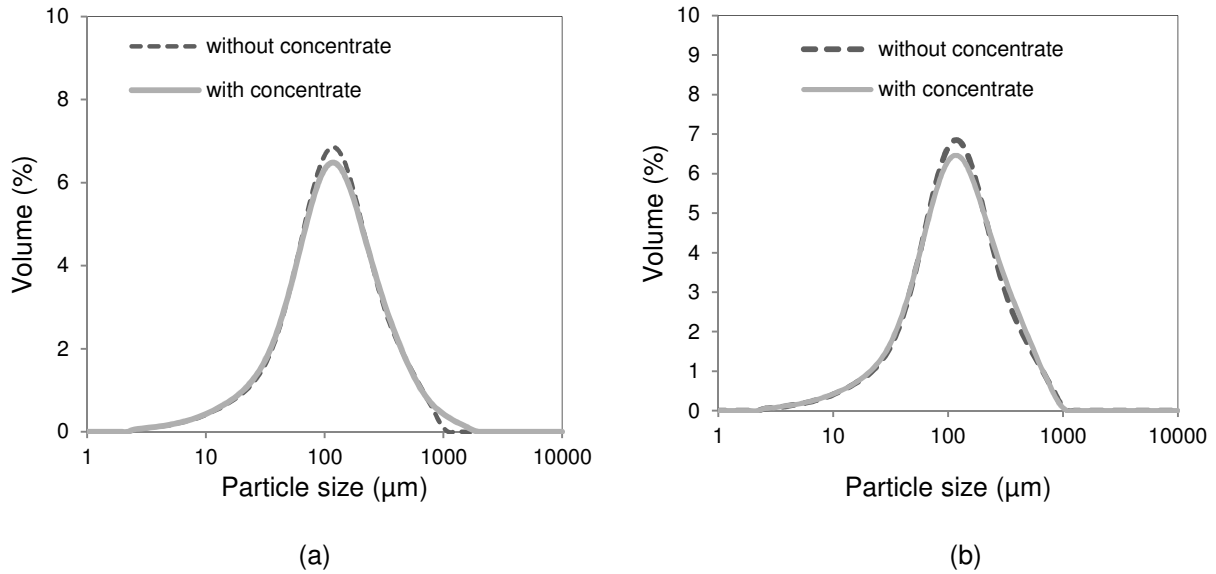 10
8
6
4
2
0
Volume (%)
without concentrate
with concentrate
1
10
100
1000
10000
Particle size (µm)
(a)
10
9
8
7
6
5
4
3
2
1
0
Volume (%)
without concentrate
with concentrate
1
10
100
1000
10000
Particle size (µm)
(b)